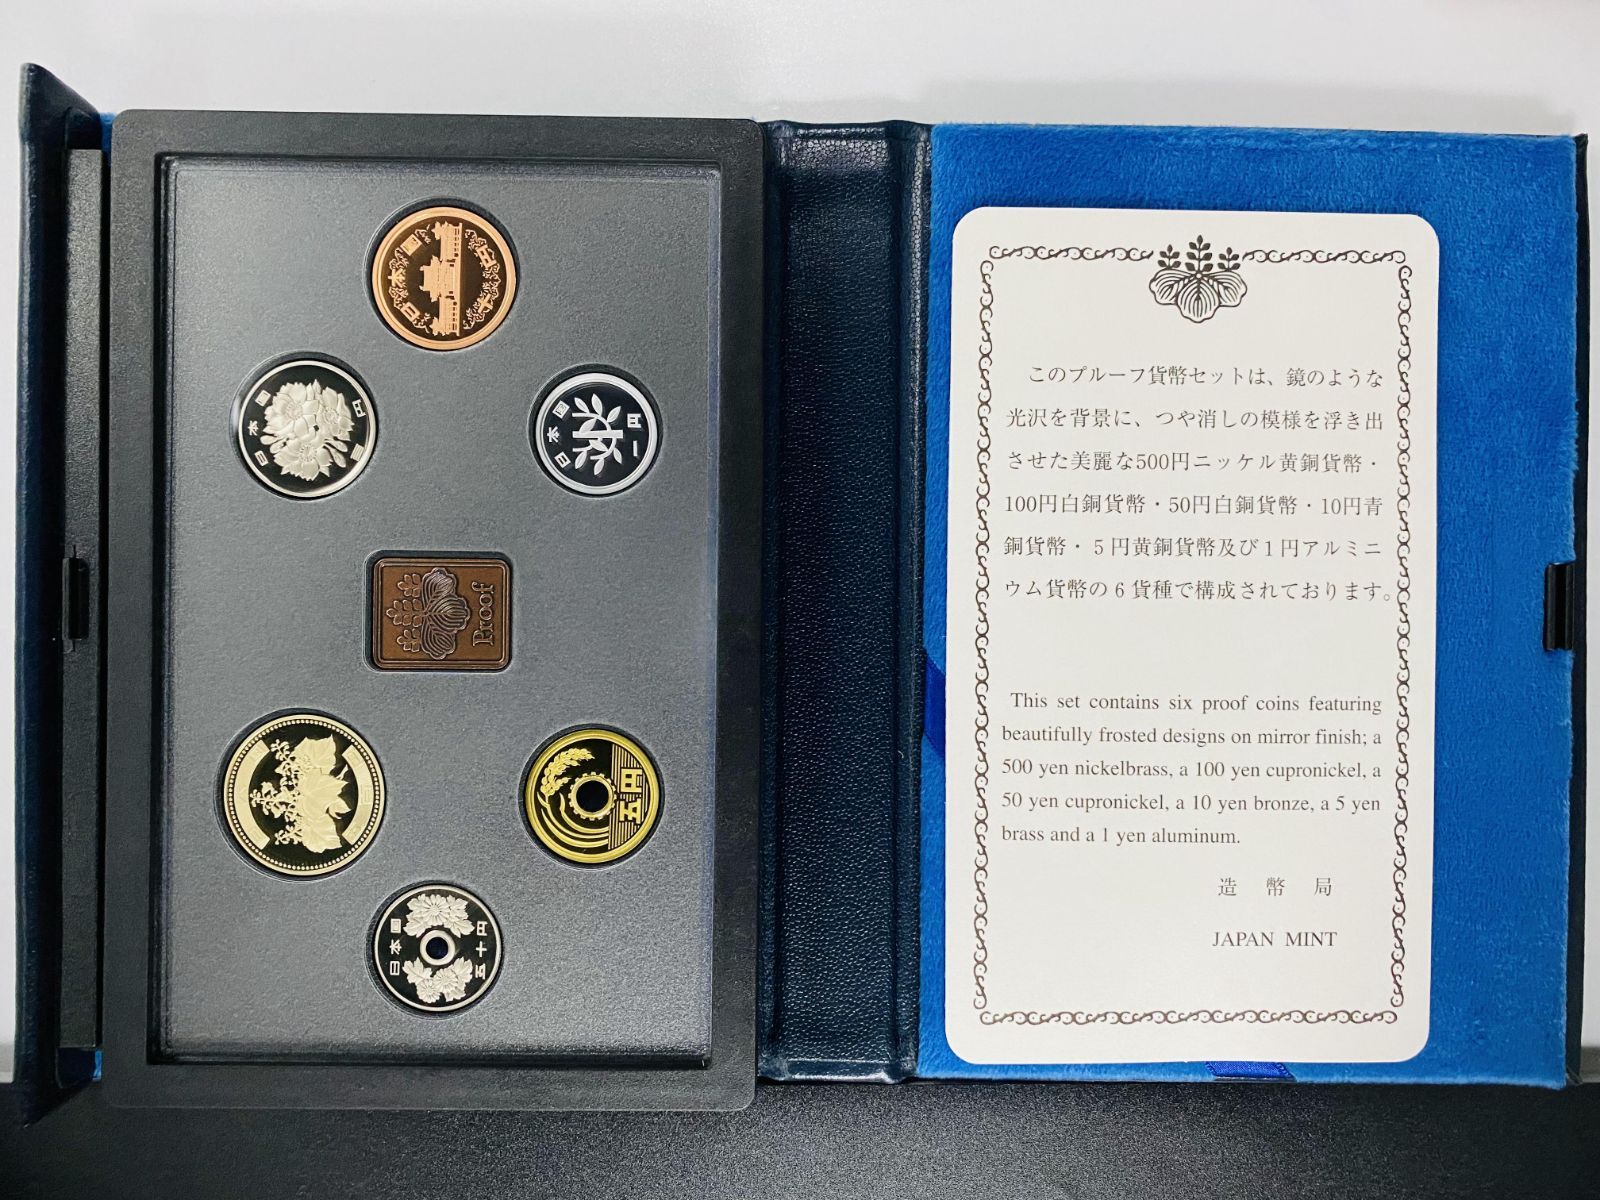 日本国
十円
日本国
百円
日本国
一円
Proof
五円
日本国
五十円
このプルーフ貨幣セットは、鏡のような
光沢を背景に、つや消しの模様を浮き出
させた美麗な500円ニッケル黄銅貨幣・
100円白銅貨幣・50円白銅貨幣・10円青
銅貨幣・5円黄銅貨幣及び1円アルミニ
ウム貨幣の6貨種で構成されております。
This set contains six proof coins featuring
beautifully frosted designs on mirror finish; a
500 yen nickelbrass, a 100 yen cupronickel, a
50 yen cupronickel, a 10 yen bronze, a 5 yen
brass and a 1 yen aluminum.
造幣局
JAPAN MINT